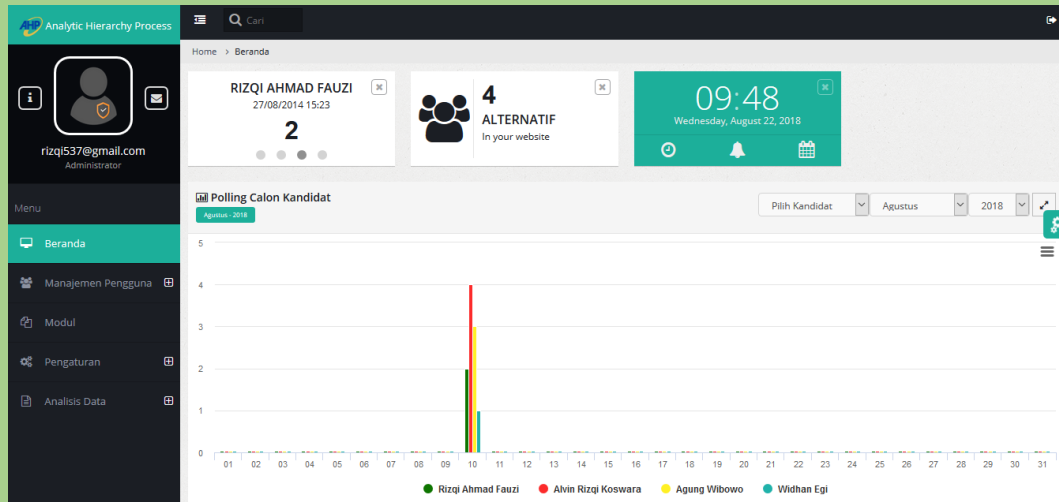 AHP Analytic Hierarchy Process
Cari
Home > Beranda
rizqi537@gmail.com
Administrator
Menu
Beranda
Manajemen Pengguna
Modul
Pengaturan
Analisis Data
RIZQI AHMAD FAUZI
27/08/2014 15:23
2
4
ALTERNATIF
In your website
09:48
Wednesday, August 22, 2018
Polling Calon Kandidat
Agustus - 2018
Pilih Kandidat Agustus 2018
5
4
3
2
1
0
01 02 03 04 05 06 07 08 09 10 11 12 13 14 15 16 17 18 19 20 21 22 23 24 25 26 27 28 29 30 31
Rizqi Ahmad Fauzi Alvin Rizqi Koswara Agung Wibowo Widhan Egi